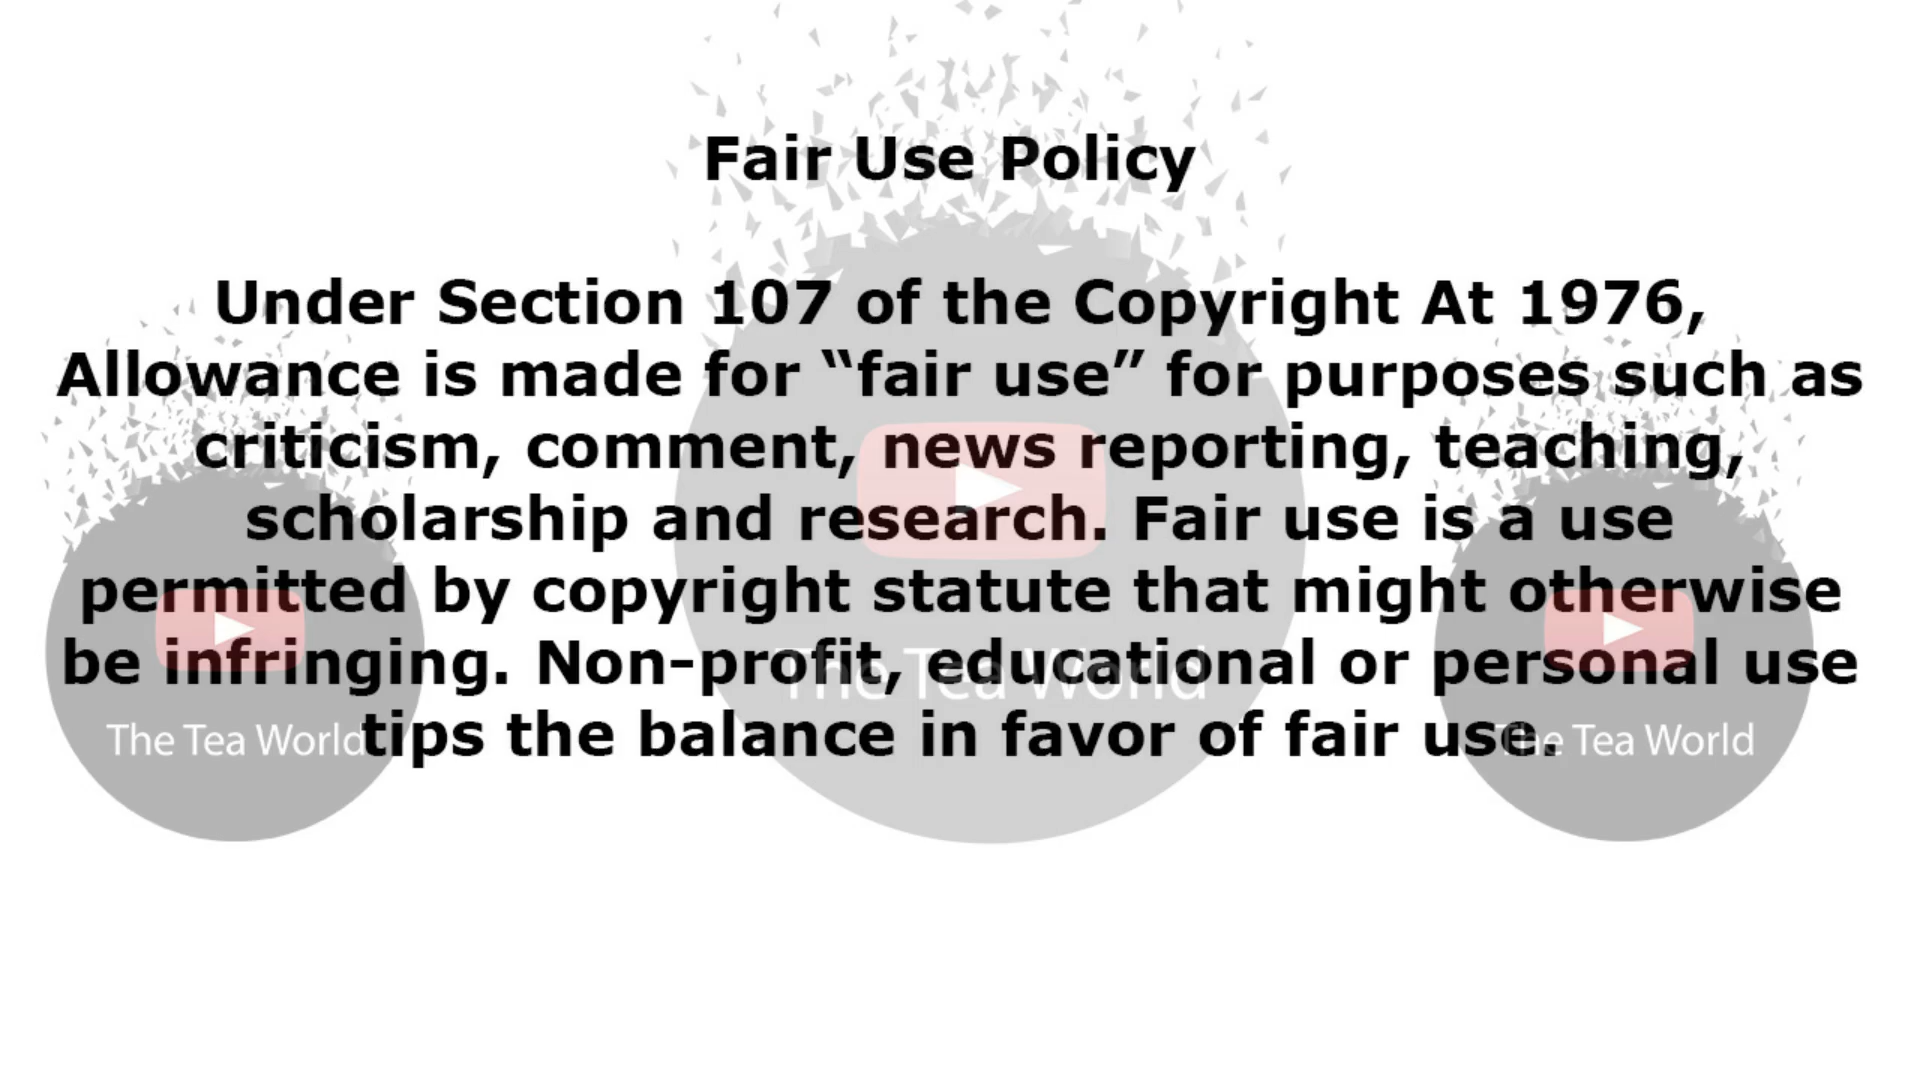 Fair Use Policy
Under Section 107 of the Copyright At 1976,
Allowance is made for “fair use” for purposes such as
criticism, comment, news reporting, teaching,
scholarship and research. Fair use is a use
permitted by copyright statute that might otherwise
be infringing. Non-profit, educational or personal use
tips the balance in favor of fair use.
The Tea World
The Tea World
The Tea World